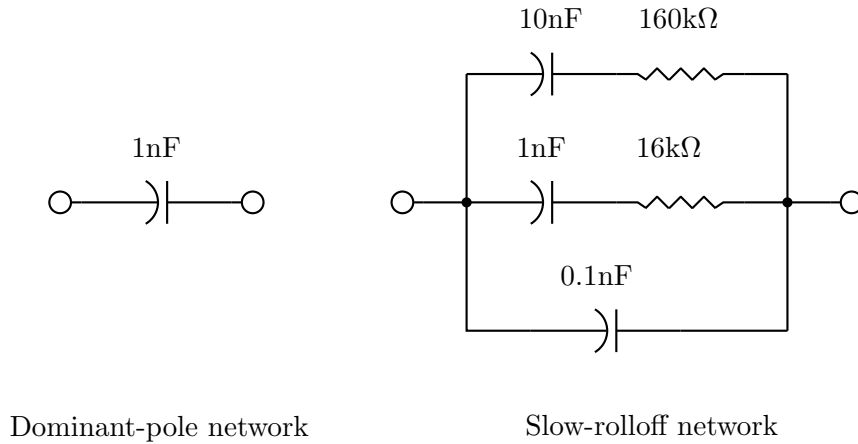 10nF 160kΩ
1nF
1nF 16kΩ
0.1nF
Dominant-pole network
Slow-rolloff network